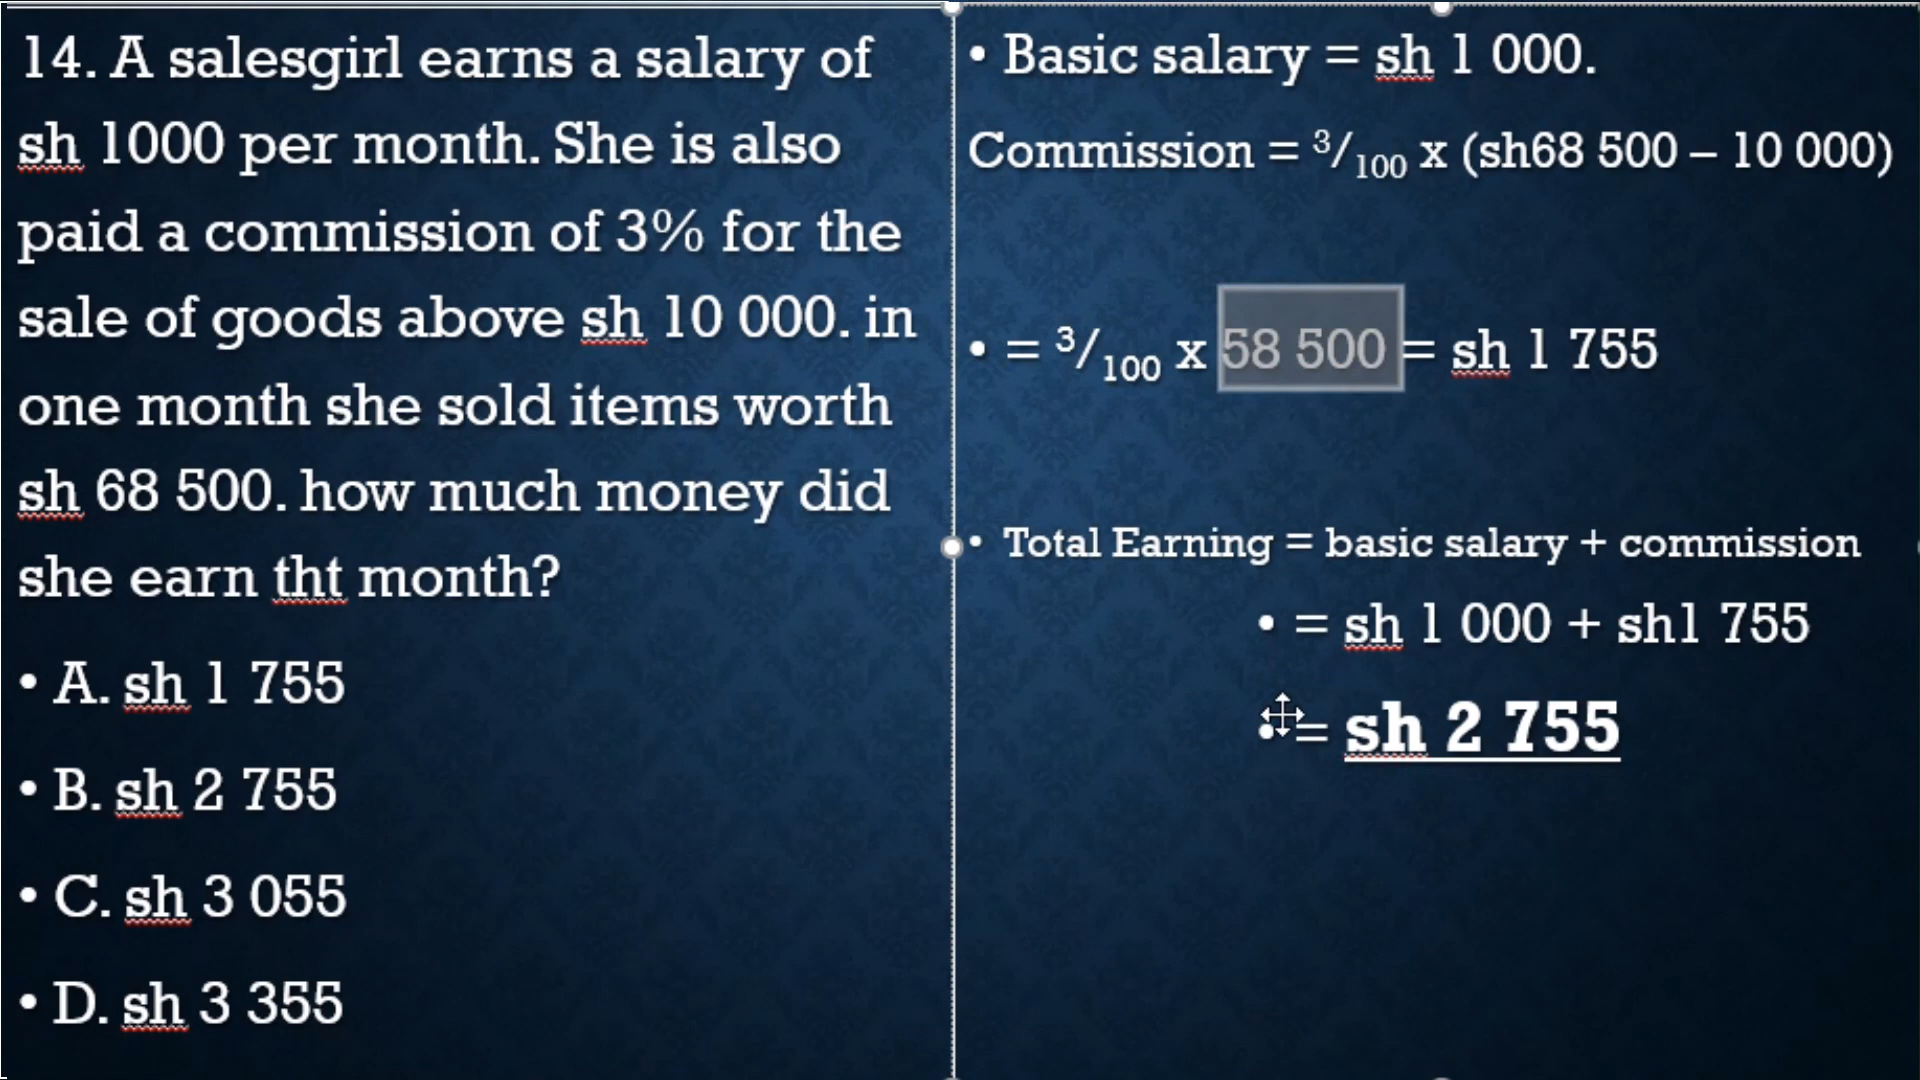 14. A salesgirl earns a salary of
sh 1000 per month. She is also
paid a commission of 3% for the
sale of goods above sh 10 000. in
one month she sold items worth
sh 68 500. how much money did
she earn tht month?
• A. sh 1 755
• B. sh 2 755
• C. sh 3 055
• D. sh 3 355
• Basic salary = sh 1 000.
Commission = 3/100 x (sh68 500 – 10 000)
• = 3/100 x 58 500 = sh 1 755
• Total Earning = basic salary + commission
• = sh 1 000 + sh1 755
• = sh 2 755